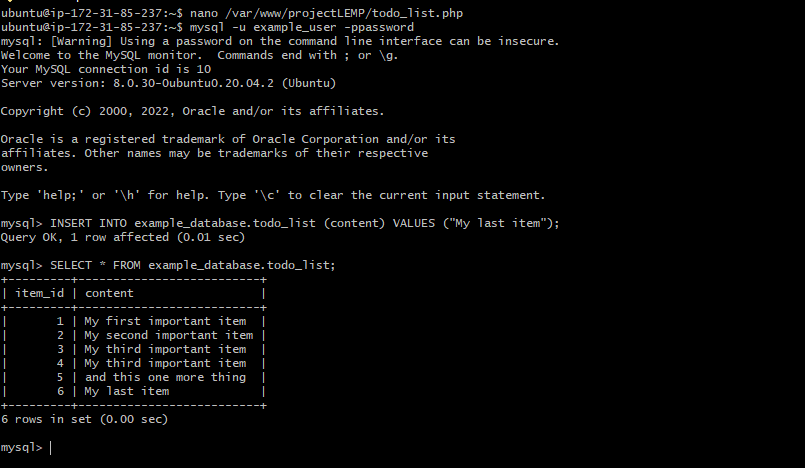 ubuntu@ip-172-31-85-237:~$ nano /var/www/projectLEMP/todo_list.php
ubuntu@ip-172-31-85-237:~$ mysql -u example_user -ppassword
mysql: [Warning] Using a password on the command line interface can be insecure.
Welcome to the MySQL monitor.  Commands end with ; or \g.
Your MySQL connection id is 10
Server version: 8.0.30-0ubuntu0.20.04.2 (Ubuntu)

Copyright (c) 2000, 2022, Oracle and/or its affiliates.

Oracle is a registered trademark of Oracle Corporation and/or its
affiliates. Other names may be trademarks of their respective
owners.

Type 'help;' or '\h' for help. Type '\c' to clear the current input statement.

mysql> INSERT INTO example_database.todo_list (content) VALUES ("My last item");
Query OK, 1 row affected (0.01 sec)

mysql> SELECT * FROM example_database.todo_list;
+---------+--------------------------+
| item_id | content                  |
+---------+--------------------------+
|       1 | My first important item  |
|       2 | My second important item |
|       3 | My third important item  |
|       4 | My third important item  |
|       5 | and this one more thing  |
|       6 | My last item             |
+---------+--------------------------+
6 rows in set (0.00 sec)

mysql>